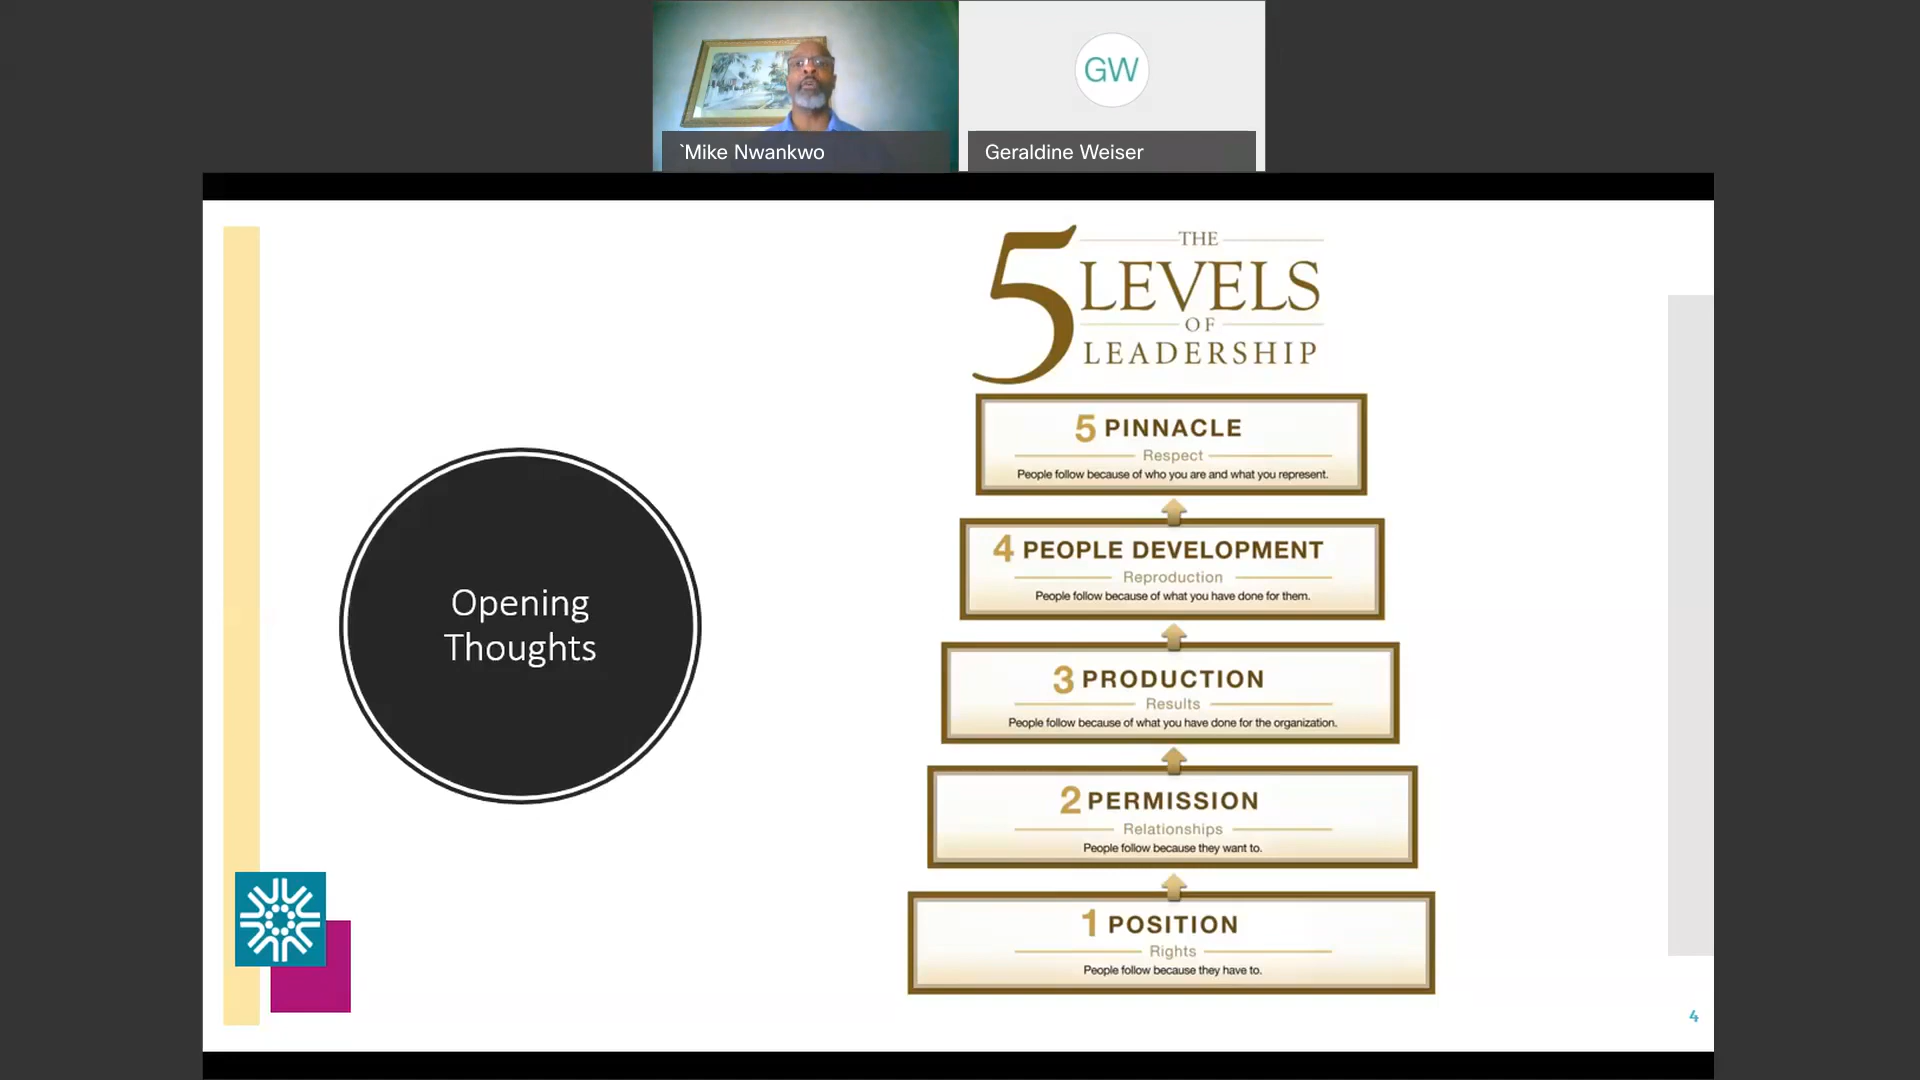 `Mike Nwankwo
GW
Geraldine Weiser
Opening
Thoughts
THE
5 LEVELS
OF
LEADERSHIP
5 PINNACLE
Respect
People follow because of who you are and what you represent.
4 PEOPLE DEVELOPMENT
Reproduction
People follow because of what you have done for them.
3 PRODUCTION
Results
People follow because of what you have done for the organization.
2 PERMISSION
Relationships
People follow because they want to.
1 POSITION
Rights
People follow because they have to.
4